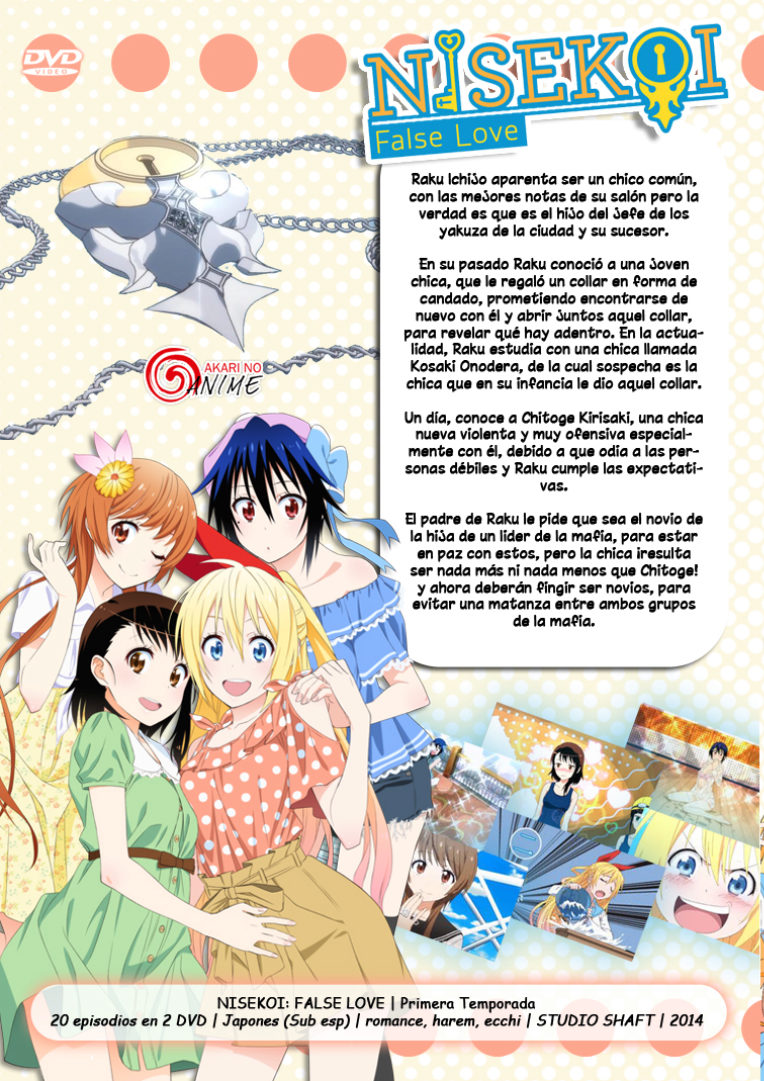 DVD
VIDEO
NISEKOI
False Love
Raku Ichijo aparenta ser un chico común,
con las mejores notas de su salón pero la
verdad es que es el hijo del jefe de los
yakuza de la ciudad y su sucesor.
En su pasado Raku conoció a una joven
chica, que le regaló un collar en forma de
candado, prometiendo encontrarse de
nuevo con él y abrir juntos aquel collar,
para revelar qué hay adentro. En la actua-
lidad, Raku estudia con una chica llamada
Kosaki Onodera, de la cual sospecha es la
chica que en su infancia le dio aquel collar.
Un día, conoce a Chitoge Kirisaki, una chica
nueva violenta y muy ofensiva especial-
mente con él, debido a que odia a las per-
sonas débiles y Raku cumple las expectati-
vas.
El padre de Raku le pide que sea el novio de
la hija de un lider de la mafia, para estar
en paz con estos, pero la chica ¡resulta
ser nada más ni nada menos que Chitoge!
y ahora deberán fingir ser novios, para
evitar una matanza entre ambos grupos
de la mafia.
AKARI NO
ANIME
NISEKOI: FALSE LOVE | Primera Temporada
20 episodios en 2 DVD | Japones (Sub esp) | romance, harem, ecchi | STUDIO SHAFT | 2014